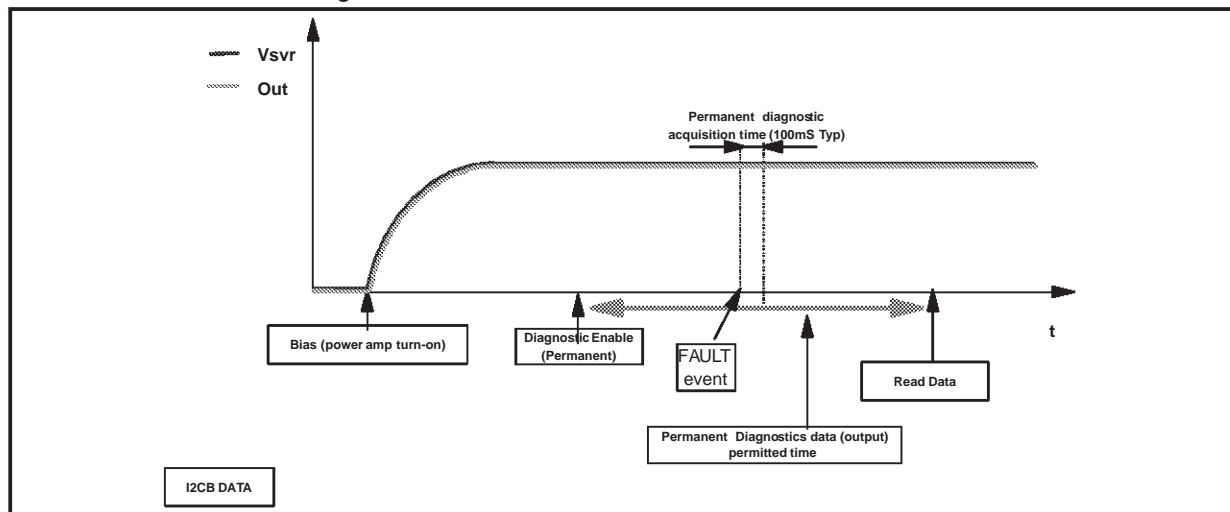 Vsvr
Out
Permanent diagnostic
acquisition time (100mS Typ)
Bias (power amp turn-on)
Diagnostic Enable
(Permanent)
FAULT
event
t
Read Data
Permanent Diagnostics data (output)
permitted time
I2CB DATA